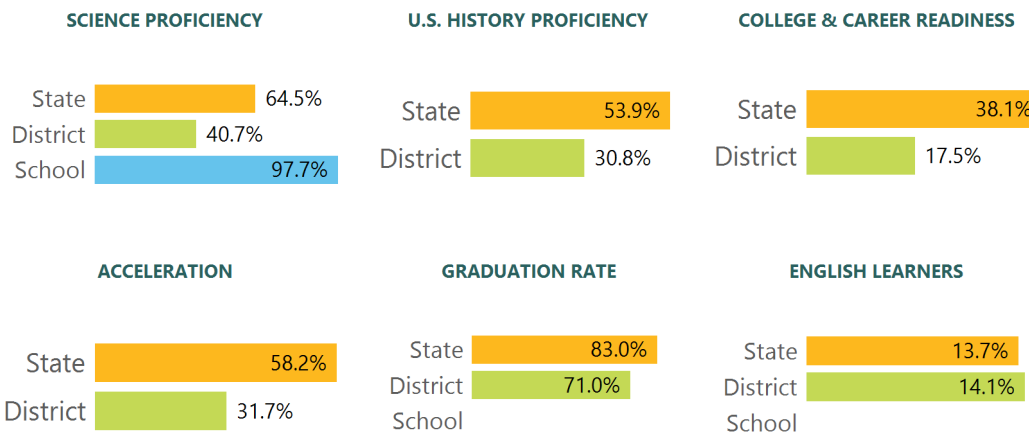 SCIENCE PROFICIENCY
State 64.5%
District 40.7%
School 97.7%
U.S. HISTORY PROFICIENCY
State 53.9%
District 30.8%
COLLEGE & CAREER READINESS
State 38.1%
District 17.5%
ACCELERATION
State 58.2%
District 31.7%
GRADUATION RATE
State 83.0%
District 71.0%
School
ENGLISH LEARNERS
State 13.7%
District 14.1%
School